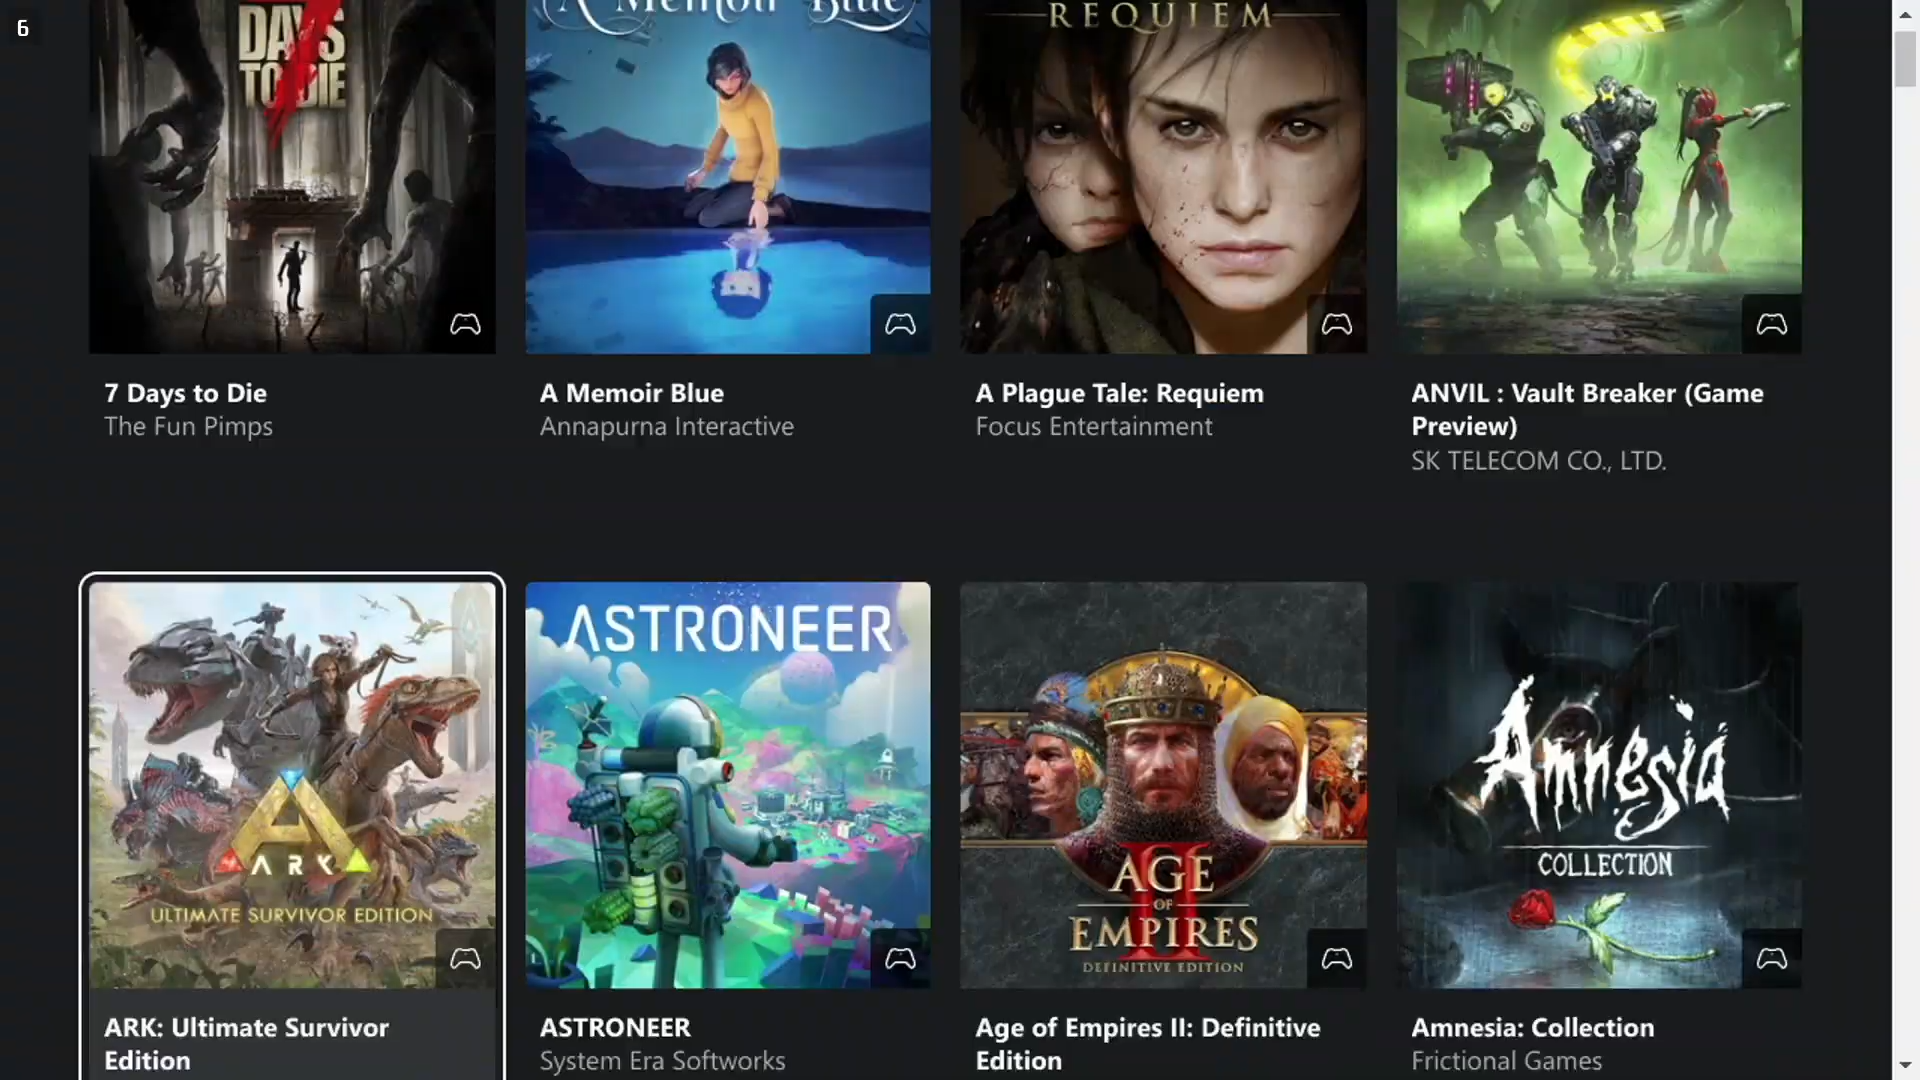 6
7
DAYS
TO DIE
A Memoir Blue
REQUIEM
7 Days to Die
The Fun Pimps
A Memoir Blue
Annapurna Interactive
A Plague Tale: Requiem
Focus Entertainment
ANVIL : Vault Breaker (Game
Preview)
SK TELECOM CO., LTD.
ARK
ULTIMATE SURVIVOR EDITION
ASTRONEER
AGE
OF
EMPIRES
II
DEFINITIVE EDITION
Amnesia
COLLECTION
ARK: Ultimate Survivor
Edition
ASTRONEER
System Era Softworks
Age of Empires II: Definitive
Edition
Amnesia: Collection
Frictional Games